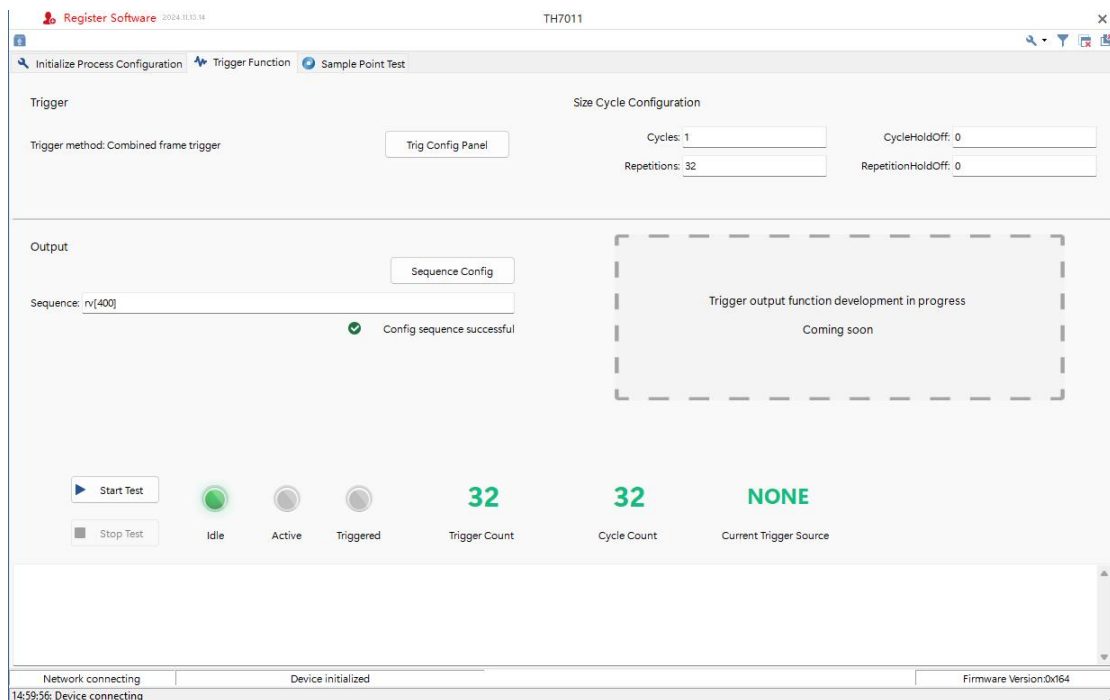 Register Software 2024.11.13.14
TH7011
Initialize Process Configuration
Trigger Function
Sample Point Test
Trigger
Size Cycle Configuration
Trigger method: Combined frame trigger
Trig Config Panel
Cycles: 1
CycleHoldOff: 0
Repetitions: 32
RepetitionHoldOff: 0
Output
Sequence Config
Sequence: rv[400]
Config sequence successful
Trigger output function development in progress
Coming soon
Start Test
Stop Test
Idle
Active
Triggered
32
Trigger Count
32
Cycle Count
NONE
Current Trigger Source
Network connecting
Device initialized
Firmware Version:0x164
14:59:56: Device connecting